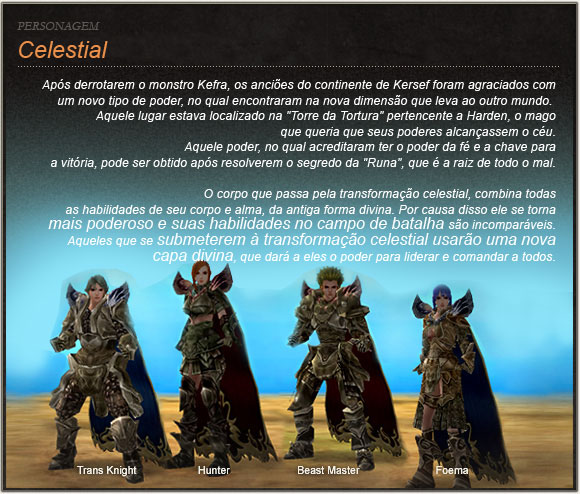 PERSONAGEM
Celestial
Após derrotarem o monstro Kefra, os anciões do continente de Kersef foram agraciados com
um novo tipo de poder, no qual encontraram na nova dimensão que leva ao outro mundo.
Aquele lugar estava localizado na "Torre da Tortura" pertencente a Harden, o mago
que queria que seus poderes alcançassem o céu.
Aquele poder, no qual acreditaram ter o poder da fé e a chave para
a vitória, pode ser obtido após resolverem o segredo da "Runa", que é a raiz de todo o mal.
O corpo que passa pela transformação celestial, combina todas
as habilidades de seu corpo e alma, da antiga forma divina. Por causa disso ele se torna
mais poderoso e suas habilidades no campo de batalha são incomparáveis.
Aqueles que se submeterem à transformação celestial usarão uma nova
capa divina, que dará a eles o poder para liderar e comandar a todos.
Trans Knight Hunter Beast Master Foema